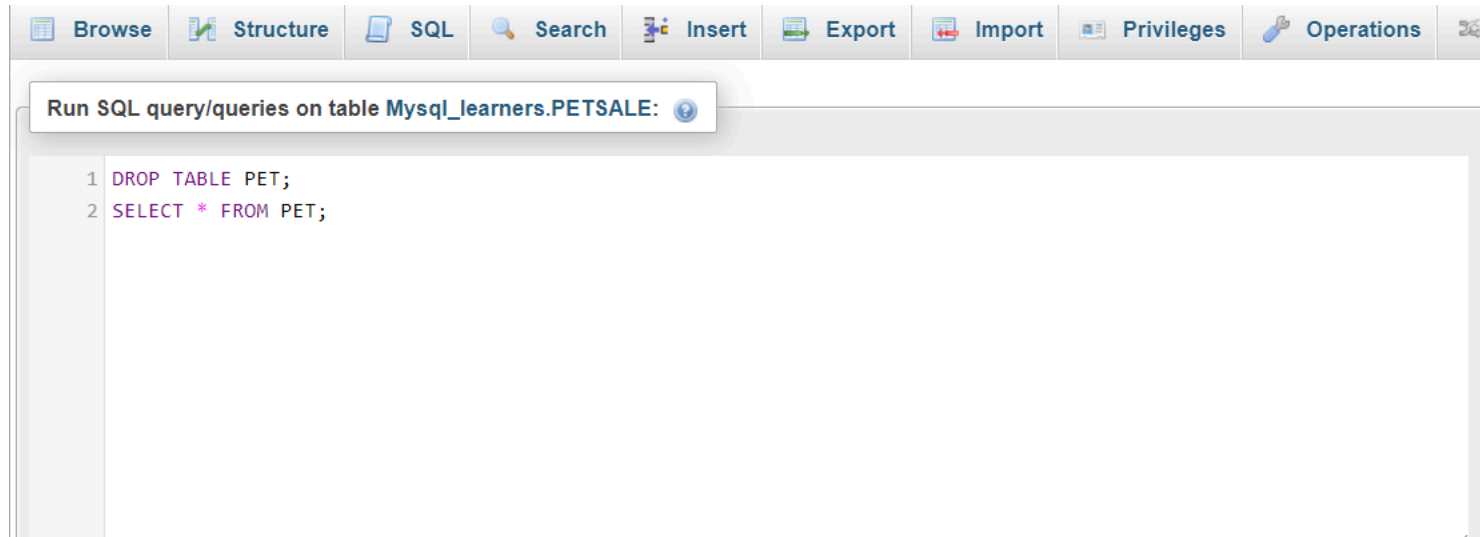 Browse Structure SQL Search Insert Export Import Privileges Operations
Run SQL query/queries on table Mysql_learners.PETSALE:
1 DROP TABLE PET;
2 SELECT * FROM PET;